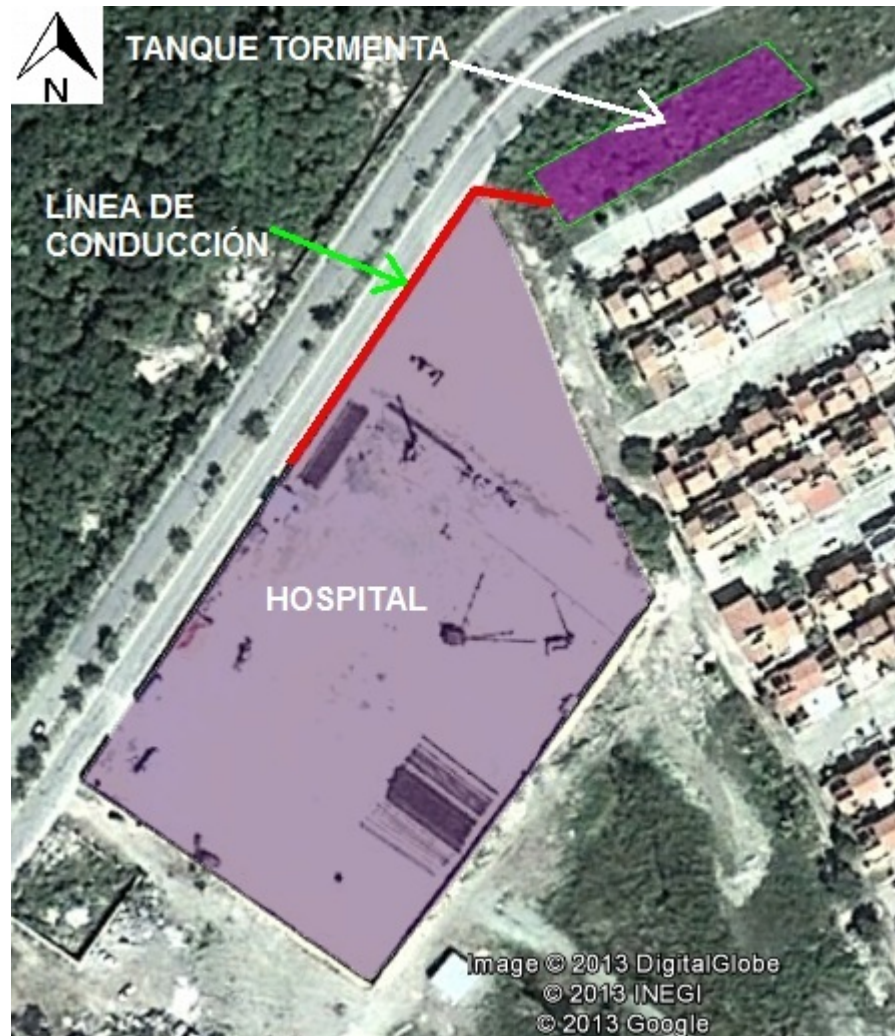 TANQUE TORMENTA
N
LÍNEA DE
CONDUCCIÓN
HOSPITAL
Image © 2013 DigitalGlobe
© 2013 INEGI
© 2013 Google